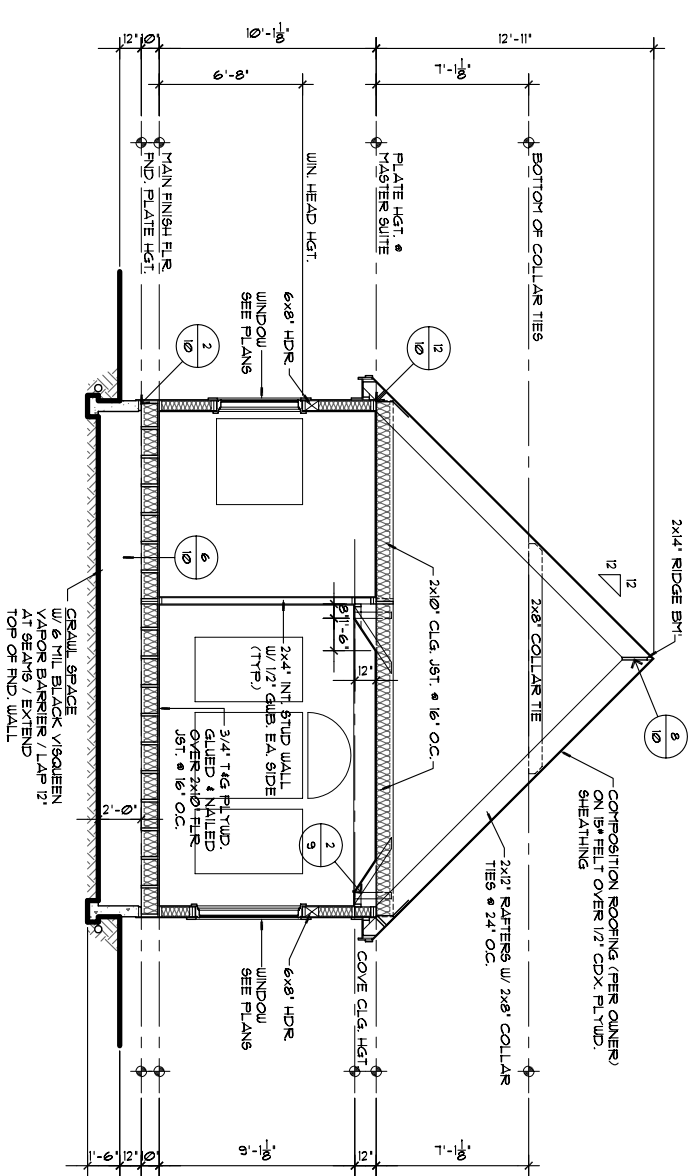 2x14" RIDGE BM.
8
10
COMPOSITION ROOFING (PER OWNER)
ON 15# FELT OVER 1/2" CDX. PLYWD.
SHEATHING
12
12
2x8" COLLAR TIE
2x12" RAFTERS W/ 2x8" COLLAR
TIES @ 24" O.C.
12'-11"
7'-1 1/8"
BOTTOM OF COLLAR TIES
2x10" CLG. JST. @ 16" O.C.
12
10
PLATE HGT. @
MASTER SUITE
COVE CLG. HGT
7'-1 1/8"
12"
10'-1 1/8"
6'-8"
WIN. HEAD HGT.
6x8" HDR.
WINDOW
SEE PLANS
8"
1'-6"
12"
2
9
6x8" HDR.
WINDOW
SEE PLANS
9'-1 1/8"
2x4" INT. STUD WALL
W/ 1/2" GWB. EA. SIDE
(TYP.)
3/4" T&G PLYWD.
GLUED & NAILED
OVER 2x10" FLR.
JST. @ 16" O.C.
MAIN FINISH FLR.
FND. PLATE HGT.
2
10
6
10
2'-0"
12"
10"
1'-6"
12"
10"
CRAWL SPACE
W/ 6 MIL BLACK VISQUEEN
VAPOR BARRIER / LAP 12"
AT SEAMS / EXTEND
TOP OF FND. WALL